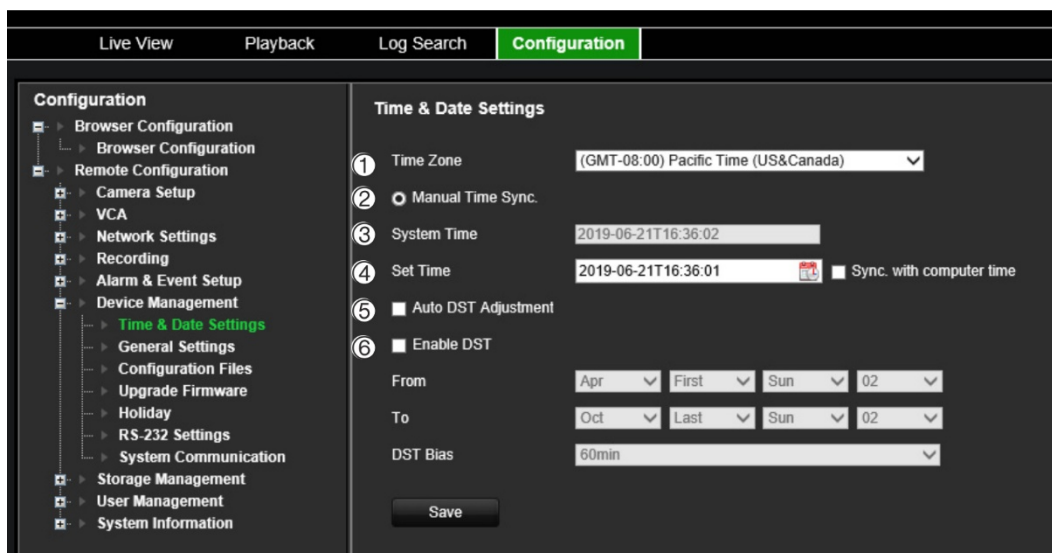 Live View Playback Log Search Configuration
Configuration
Browser Configuration
Browser Configuration
Remote Configuration
Camera Setup
VCA
Network Settings
Recording
Alarm & Event Setup
Device Management
Time & Date Settings
General Settings
Configuration Files
Upgrade Firmware
Holiday
RS-232 Settings
System Communication
Storage Management
User Management
System Information
Time & Date Settings
① Time Zone (GMT-08:00) Pacific Time (US&Canada)
② Manual Time Sync.
③ System Time 2019-06-21T16:36:02
④ Set Time 2019-06-21T16:36:01 Sync. with computer time
⑤ Auto DST Adjustment
⑥ Enable DST
From Apr First Sun 02
To Oct Last Sun 02
DST Bias 60min
Save